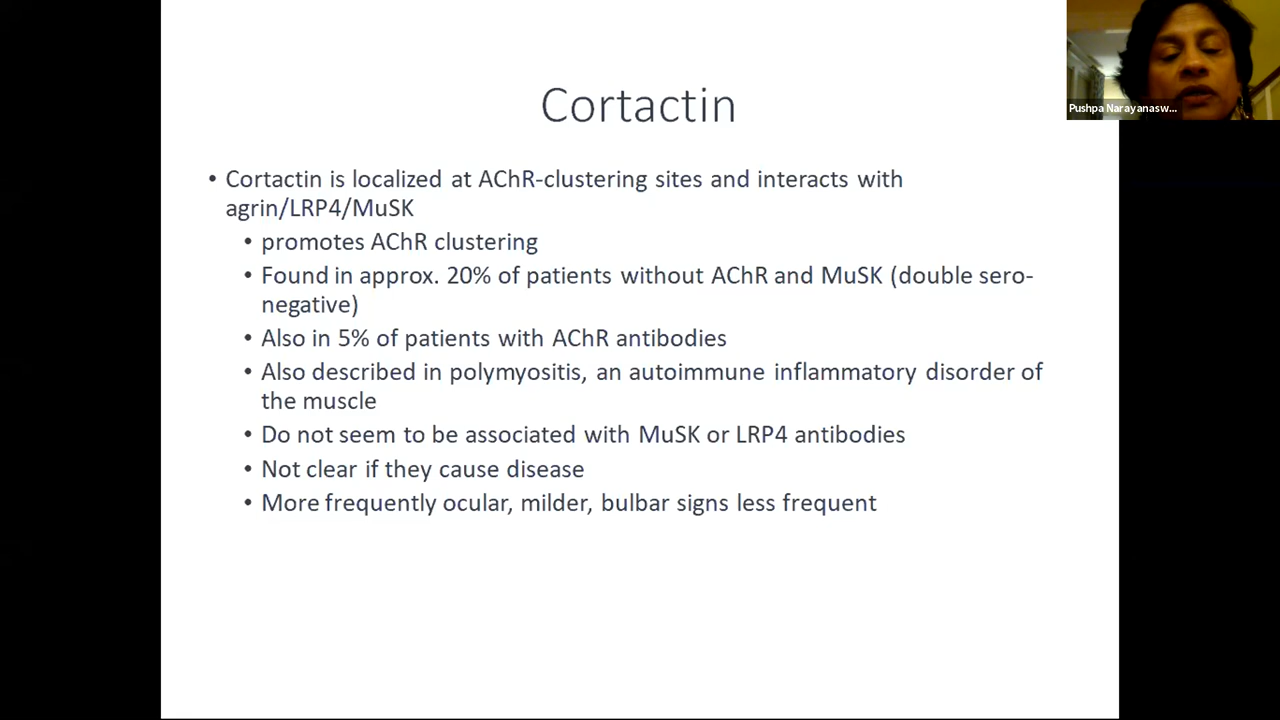 Cortactin
Pushpa Narayanasw...
• Cortactin is localized at AChR-clustering sites and interacts with
agrin/LRP4/MuSK
• promotes AChR clustering
• Found in approx. 20% of patients without AChR and MuSK (double sero-
negative)
• Also in 5% of patients with AChR antibodies
• Also described in polymyositis, an autoimmune inflammatory disorder of
the muscle
• Do not seem to be associated with MuSK or LRP4 antibodies
• Not clear if they cause disease
• More frequently ocular, milder, bulbar signs less frequent